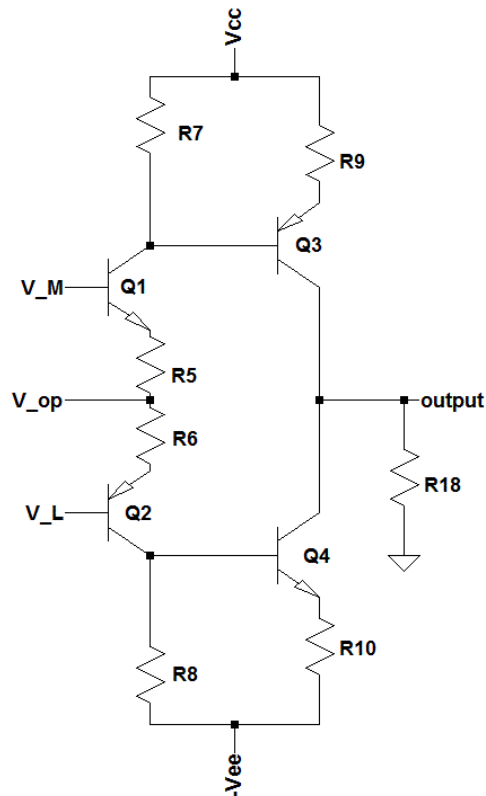 Vcc
R7
R9
Q3
V_M
Q1
R5
V_op
output
R6
R18
V_L
Q2
Q4
R10
R8
-Vee